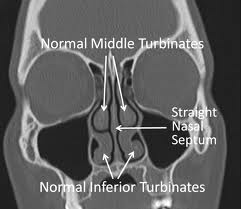 Normal Middle Turbinates
Straight
Nasal
Septum
Normal Inferior Turbinates